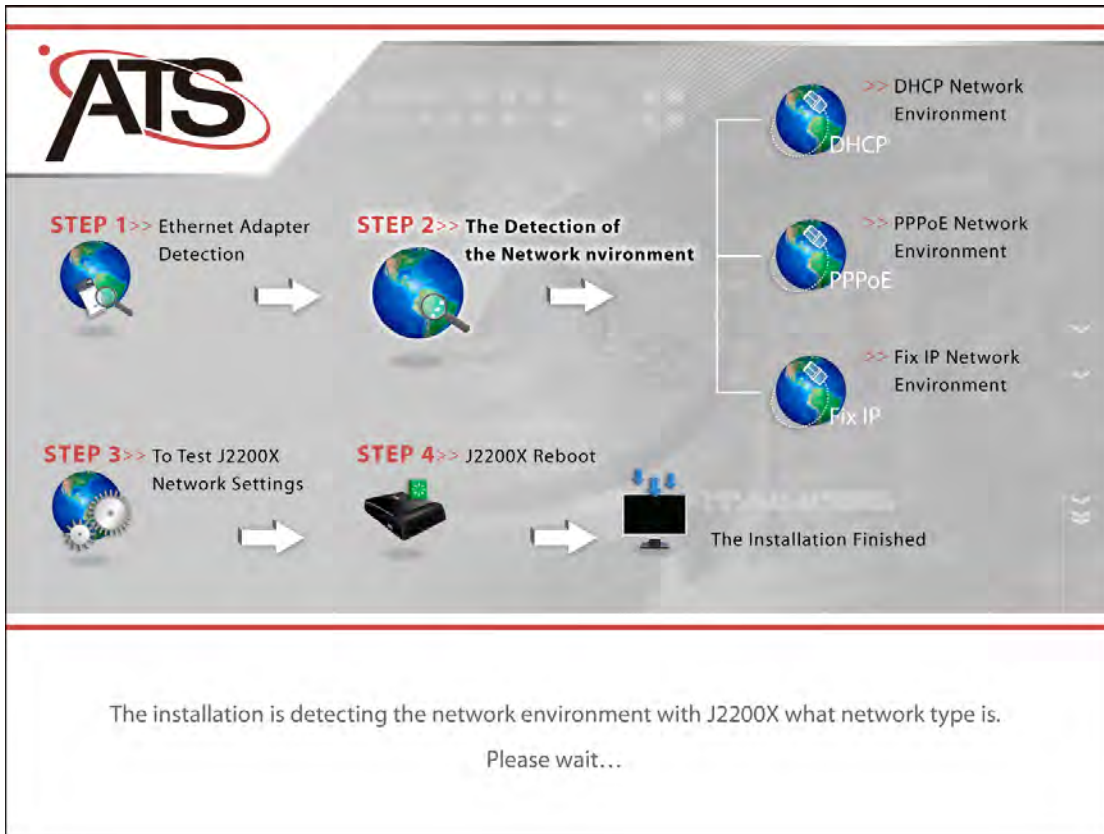 ATS
>> DHCP Network
Environment
DHCP
STEP 1>> Ethernet Adapter
Detection
STEP 2>> The Detection of
the Network nvironment
>> PPPoE Network
Environment
PPPoE
>> Fix IP Network
Environment
Fix IP
STEP 3>> To Test J2200X
Network Settings
STEP 4>> J2200X Reboot
The Installation Finished
The installation is detecting the network environment with J2200X what network type is.
Please wait…